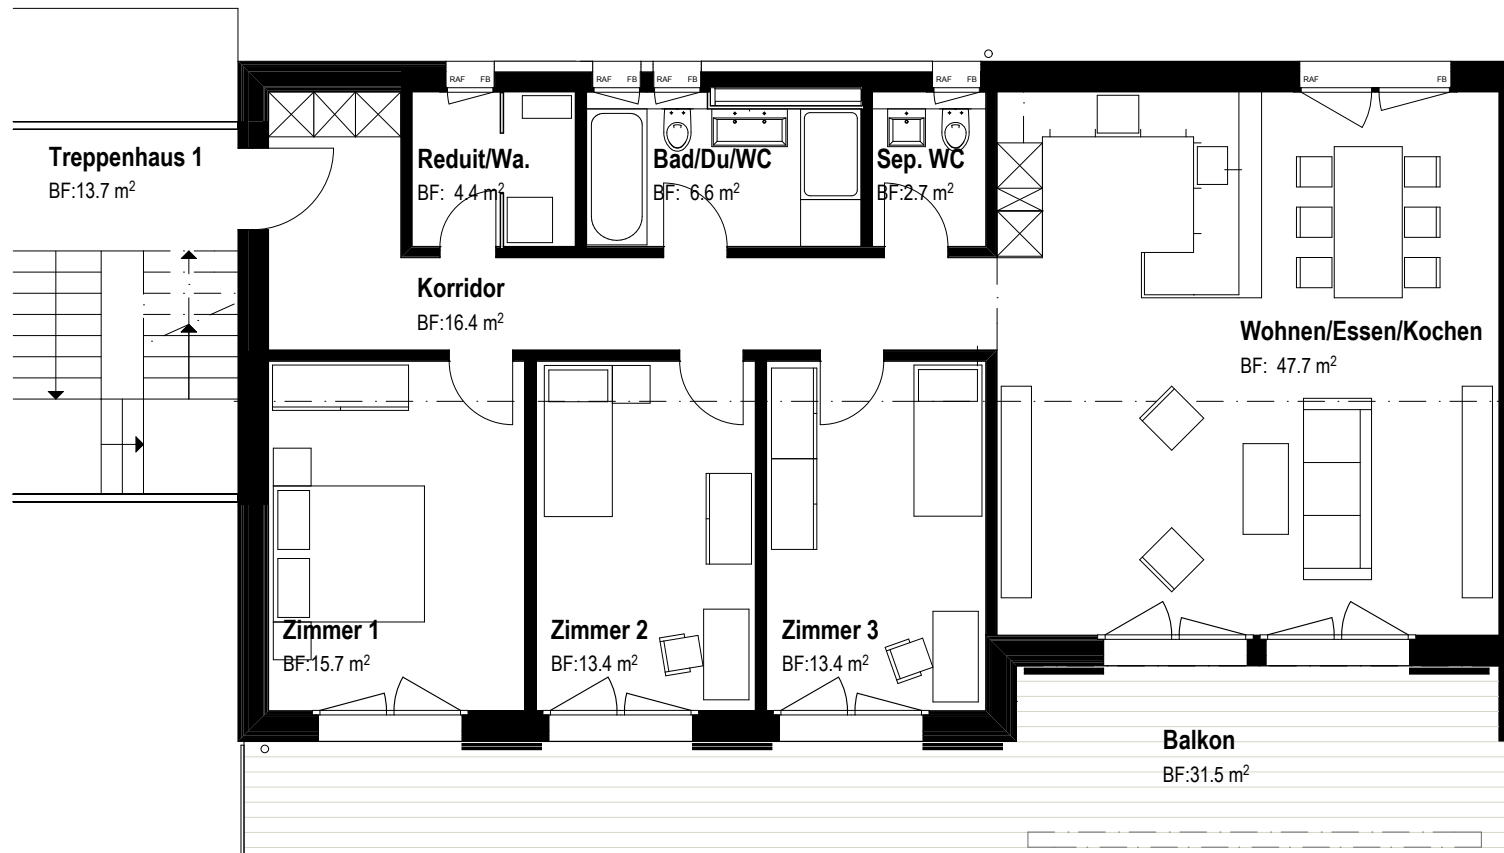 RAF FB RAF FB RAF FB RAF FB RAF FB
Treppenhaus 1
BF:13.7 m²
Reduit/Wa.
BF: 4.4 m²
Bad/Du/WC
BF: 6.6 m²
Sep. WC
BF:2.7 m²
Korridor
BF:16.4 m²
Wohnen/Essen/Kochen
BF: 47.7 m²
Zimmer 1
BF:15.7 m²
Zimmer 2
BF:13.4 m²
Zimmer 3
BF:13.4 m²
Balkon
BF:31.5 m²